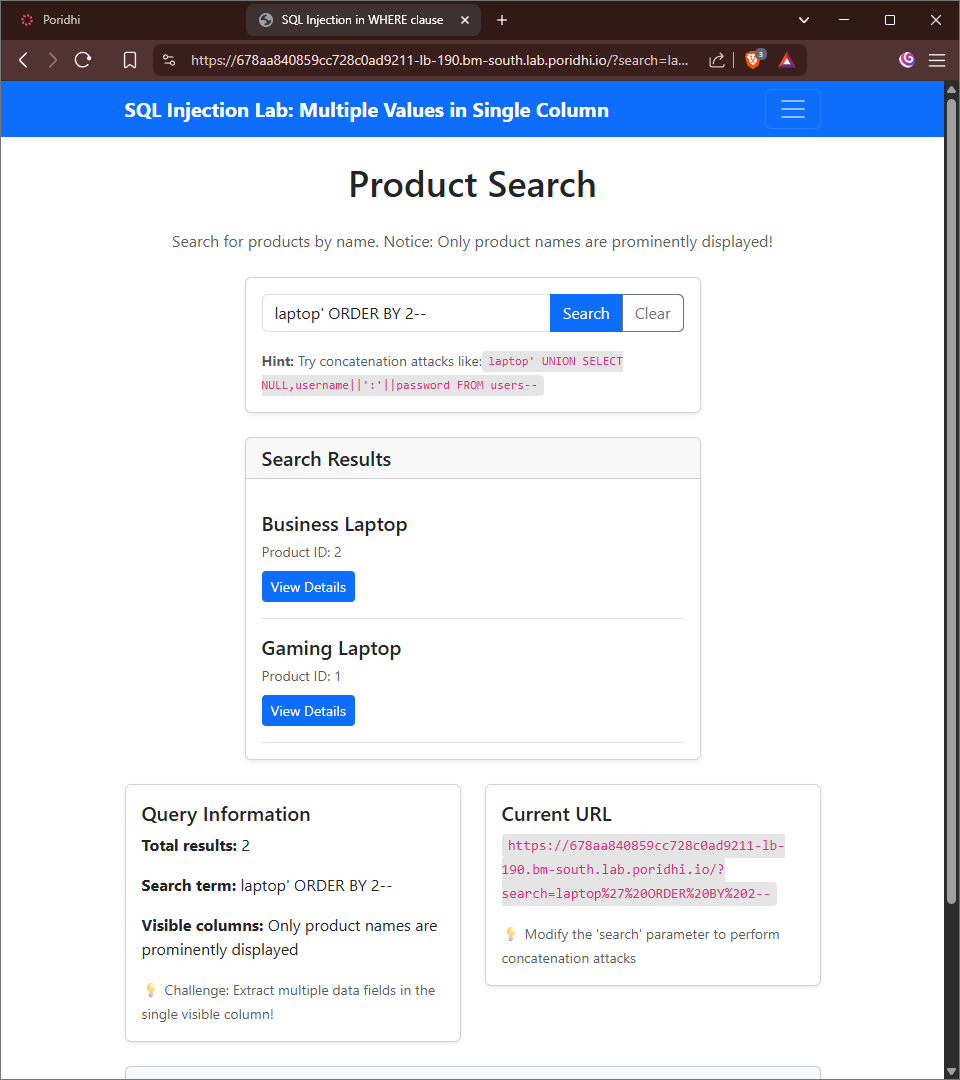 Poridhi
SQL Injection in WHERE clause
https://678aa840859cc728c0ad9211-lb-190.bm-south.lab.poridhi.io/?search=la...
3
SQL Injection Lab: Multiple Values in Single Column
Product Search
Search for products by name. Notice: Only product names are prominently displayed!
laptop' ORDER BY 2--
Search
Clear
Hint: Try concatenation attacks like: laptop' UNION SELECT
NULL,username||':'||password FROM users--
Search Results
Business Laptop
Product ID: 2
View Details
Gaming Laptop
Product ID: 1
View Details
Query Information
Total results: 2
Search term: laptop' ORDER BY 2--
Visible columns: Only product names are
prominently displayed
💡 Challenge: Extract multiple data fields in the
single visible column!
Current URL
https://678aa840859cc728c0ad9211-lb-
190.bm-south.lab.poridhi.io/?
search=laptop%27%20ORDER%20BY%202--
💡 Modify the 'search' parameter to perform
concatenation attacks